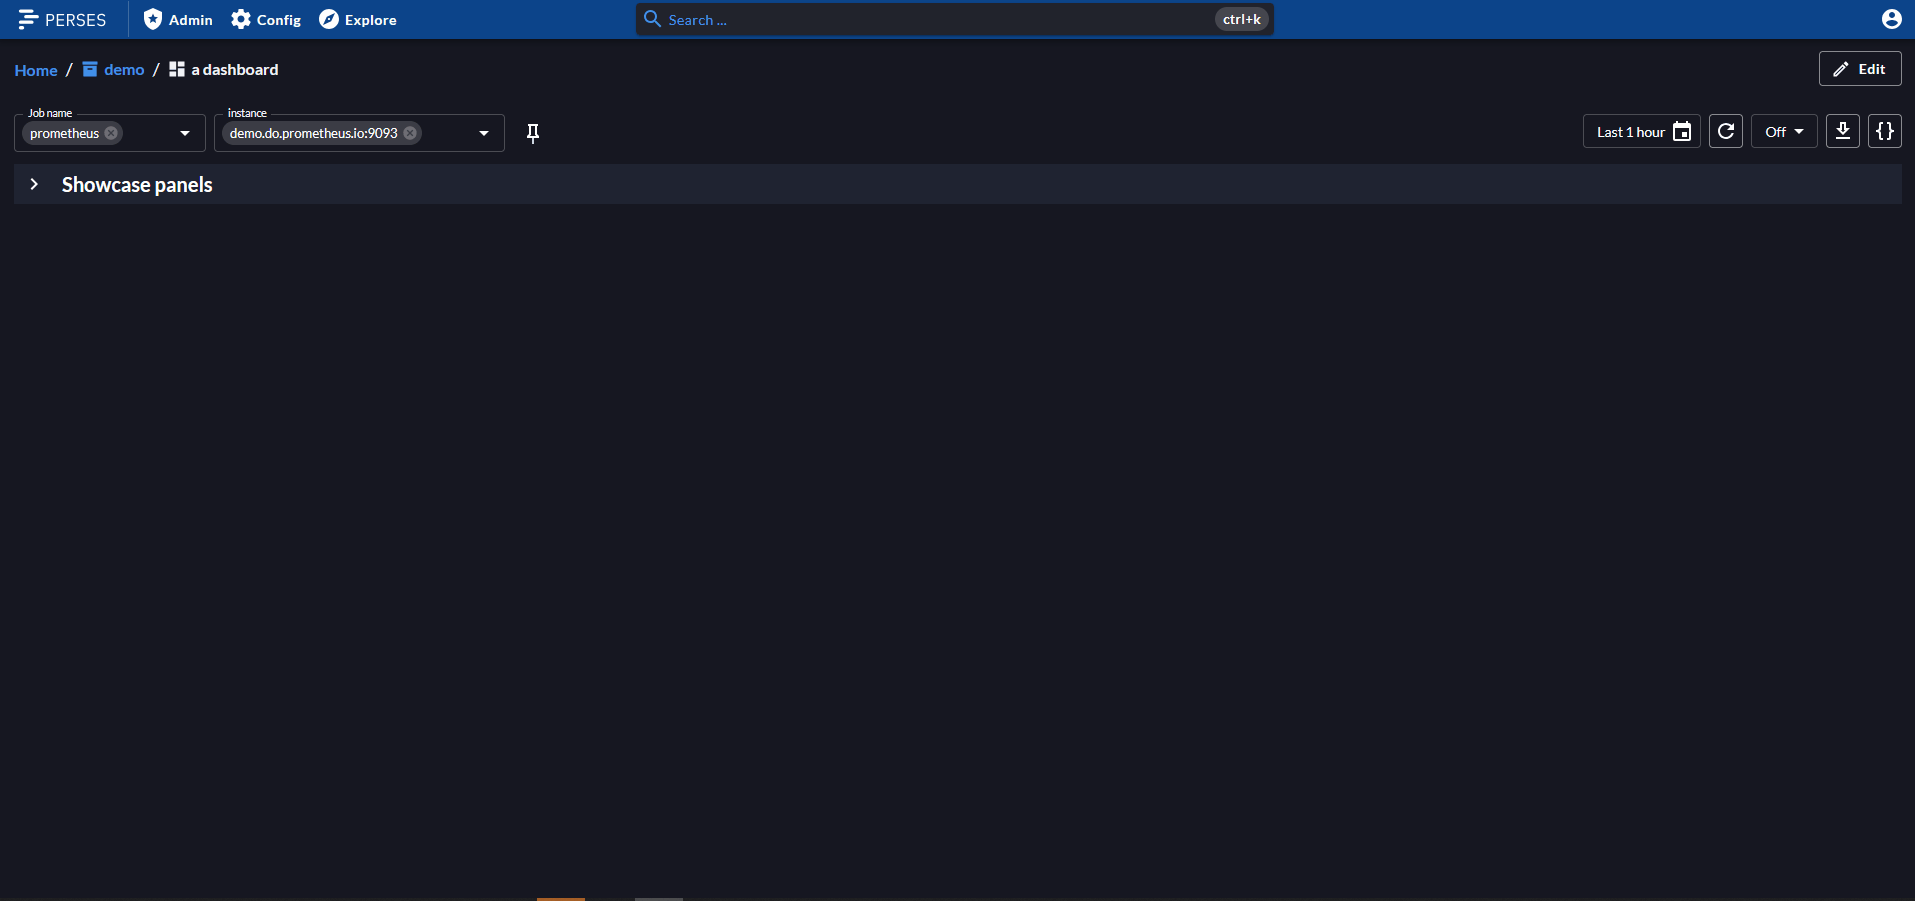 PERSES Admin Config Explore Search ... ctrl+k
Home / demo / a dashboard Edit
Job name instance
prometheus demo.do.prometheus.io:9093 Last 1 hour Off {}
Showcase panels